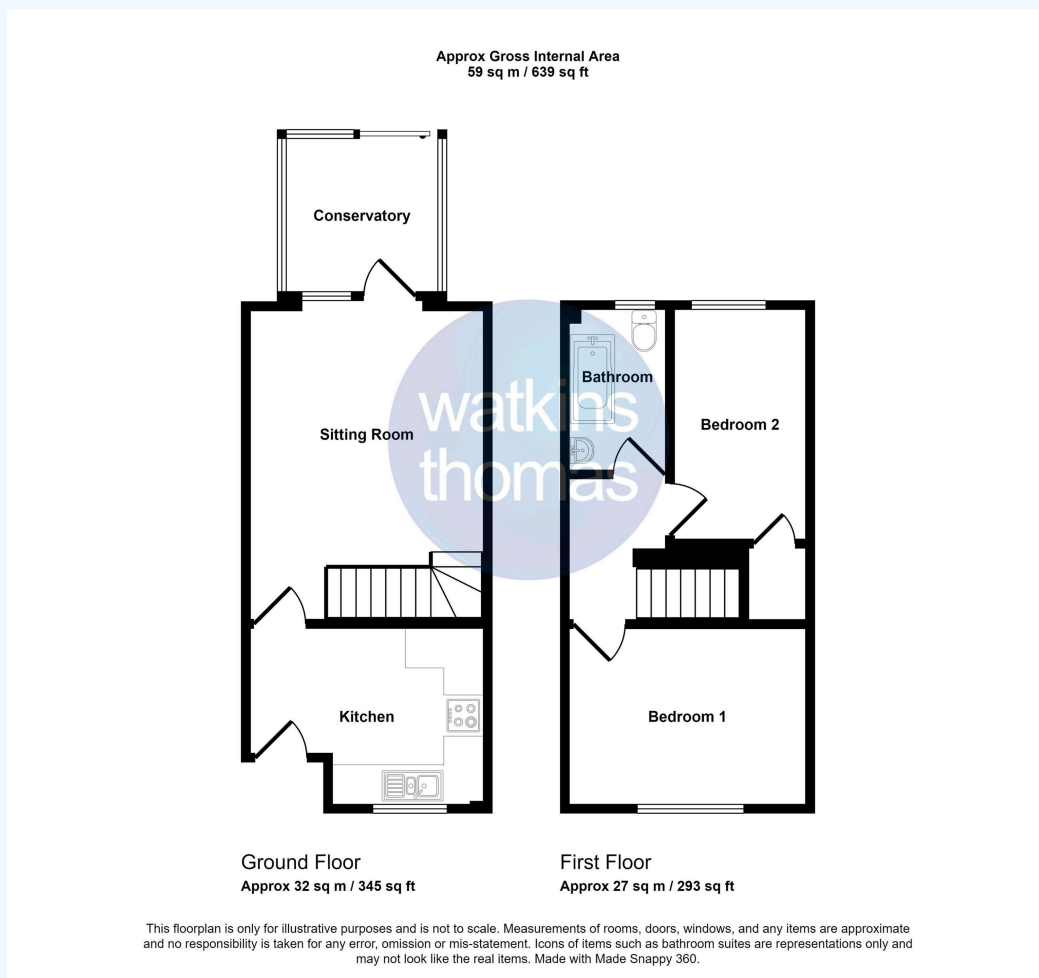 Approx Gross Internal Area
59 sq m / 639 sq ft
Conservatory
Sitting Room
Kitchen
Bathroom
Bedroom 2
Bedroom 1
watkins
thomas
Ground Floor
Approx 32 sq m / 345 sq ft
First Floor
Approx 27 sq m / 293 sq ft
This floorplan is only for illustrative purposes and is not to scale. Measurements of rooms, doors, windows, and any items are approximate
and no responsibility is taken for any error, omission or mis-statement. Icons of items such as bathroom suites are representations only and
may not look like the real items. Made with Made Snappy 360.